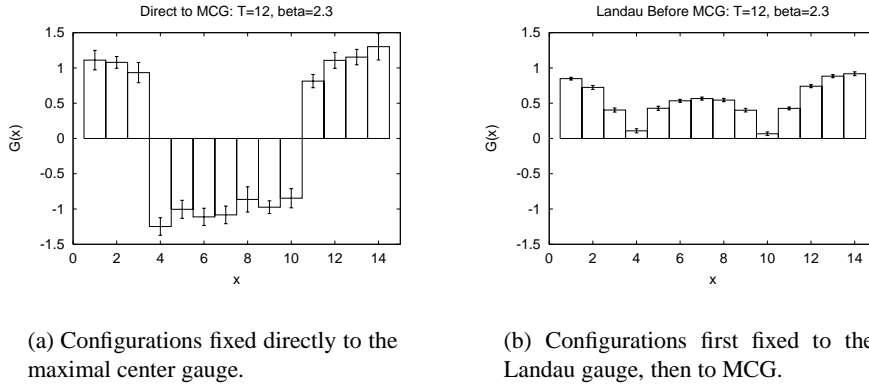 Direct to MCG: T=12, beta=2.3
1.5
1
0.5
0
-0.5
-1
-1.5
G(x)
0 2 4 6 8 10 12 14
x
Landau Before MCG: T=12, beta=2.3
1.5
1
0.5
0
-0.5
-1
-1.5
G(x)
0 2 4 6 8 10 12 14
x
(a) Configurations fixed directly to the
maximal center gauge.
(b) Configurations first fixed to the
Landau gauge, then to MCG.